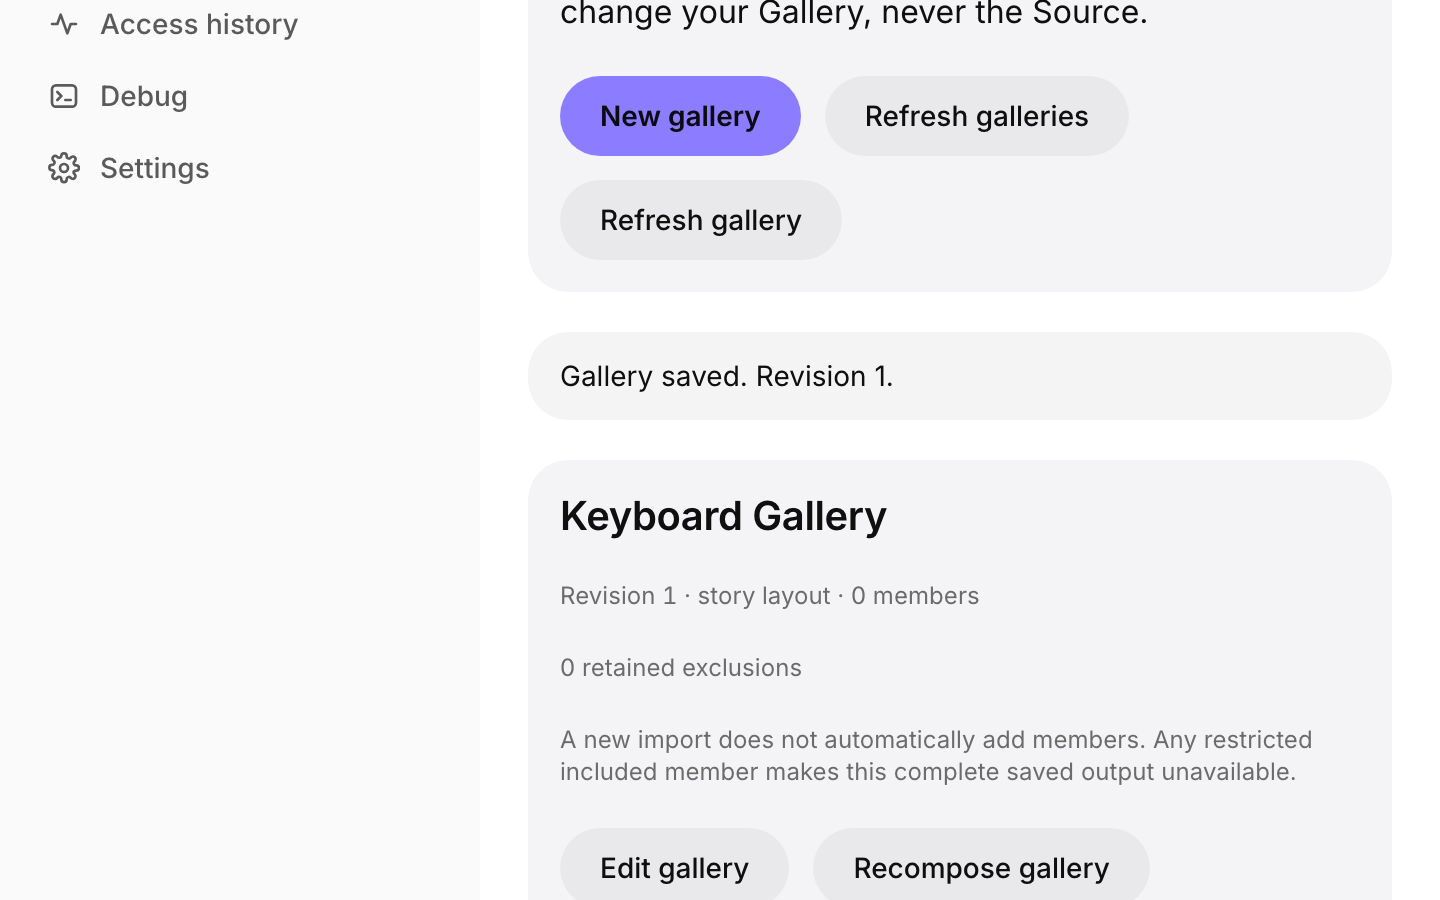 Access history
Debug
Settings
change your Gallery, never the Source.
New gallery
Refresh galleries
Refresh gallery
Gallery saved. Revision 1.
Keyboard Gallery
Revision 1 · story layout · 0 members
0 retained exclusions
A new import does not automatically add members. Any restricted
included member makes this complete saved output unavailable.
Edit gallery
Recompose gallery